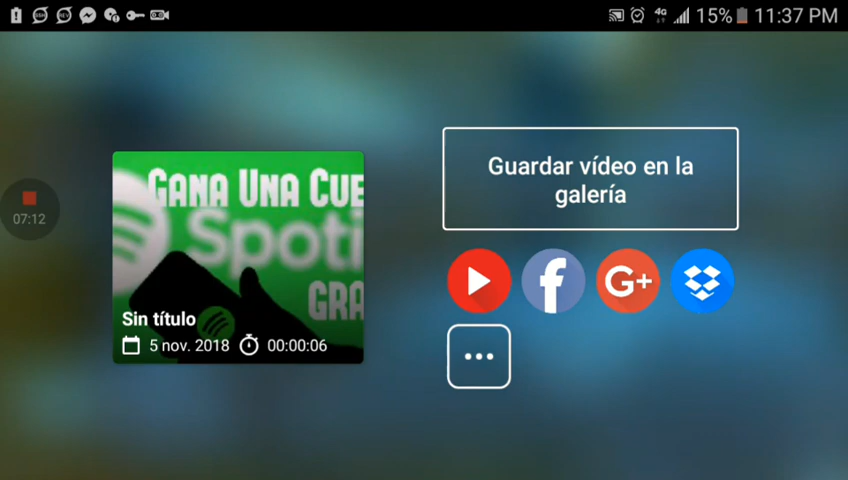 4G 15% 11:37 PM
Guardar vídeo en la
galería
07:12
GANA UNA CUE
Spoti
GRA
Sin título
5 nov. 2018 00:00:06
f G+